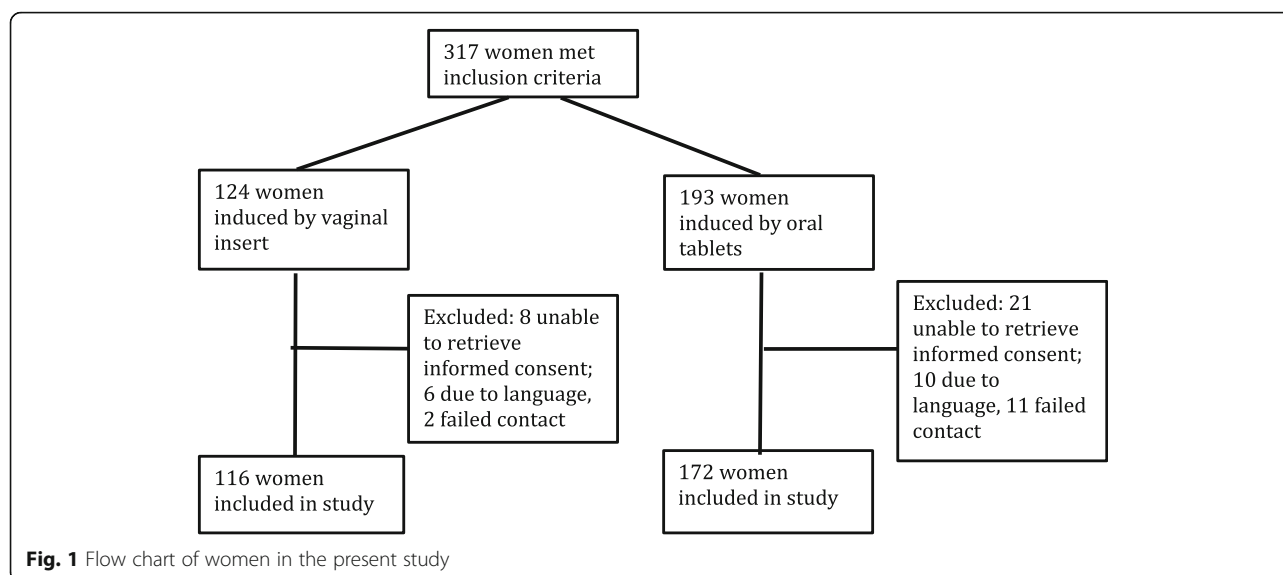 317 women met
inclusion criteria
124 women
induced by vaginal
insert
193 women
induced by oral
tablets
Excluded: 8 unable
to retrieve
informed consent;
6 due to language,
2 failed contact
Excluded: 21
unable to retrieve
informed consent;
10 due to
language, 11 failed
contact
116 women
included in study
172 women
included in study
Fig. 1 Flow chart of women in the present study